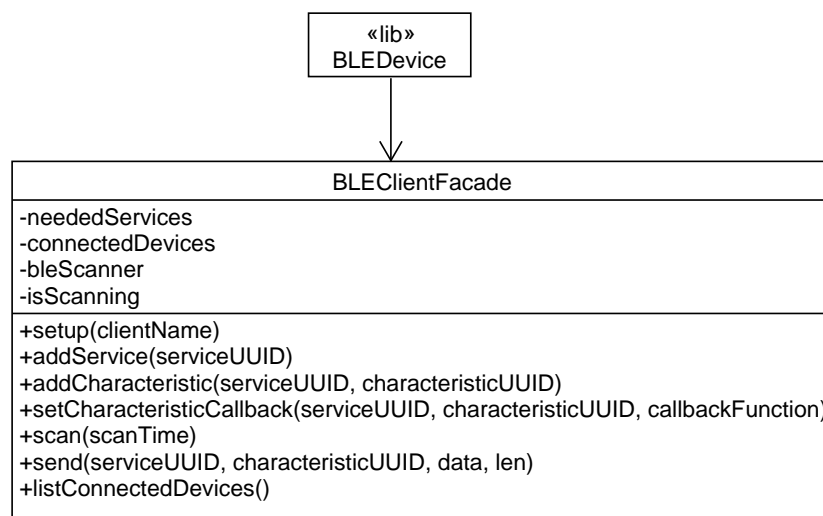 «lib»
BLEDevice
BLEClientFacade
-neededServices
-connectedDevices
-bleScanner
-isScanning
+setup(clientName)
+addService(serviceUUID)
+addCharacteristic(serviceUUID, characteristicUUID)
+setCharacteristicCallback(serviceUUID, characteristicUUID, callbackFunction)
+scan(scanTime)
+send(serviceUUID, characteristicUUID, data, len)
+listConnectedDevices()